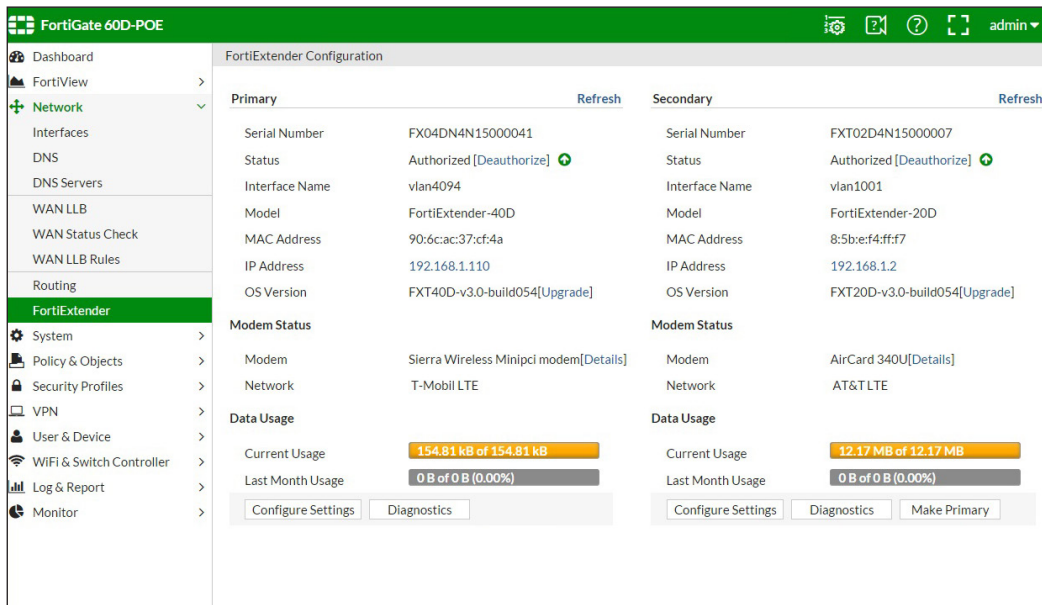 FortiGate 60D-POE
admin
Dashboard
FortiView
Network
Interfaces
DNS
DNS Servers
WAN LLB
WAN Status Check
WAN LLB Rules
Routing
FortiExtender
System
Policy & Objects
Security Profiles
VPN
User & Device
WiFi & Switch Controller
Log & Report
Monitor
FortiExtender Configuration
Primary Refresh
Serial Number FX04DN4N15000041
Status Authorized [Deauthorize]
Interface Name vlan4094
Model FortiExtender-40D
MAC Address 90:6c:ac:37:cf:4a
IP Address 192.168.1.110
OS Version FXT40D-v3.0-build054[Upgrade]
Modem Status
Modem Sierra Wireless Minipci modem[Details]
Network T-Mobil LTE
Data Usage
Current Usage 154.81 kB of 154.81 kB
Last Month Usage 0 B of 0 B (0.00%)
Configure Settings Diagnostics
Secondary Refresh
Serial Number FXT02D4N15000007
Status Authorized [Deauthorize]
Interface Name vlan1001
Model FortiExtender-20D
MAC Address 8:5b:e:f4:ff:f7
IP Address 192.168.1.2
OS Version FXT20D-v3.0-build054[Upgrade]
Modem Status
Modem AirCard 340U[Details]
Network AT&T LTE
Data Usage
Current Usage 12.17 MB of 12.17 MB
Last Month Usage 0 B of 0 B (0.00%)
Configure Settings Diagnostics Make Primary